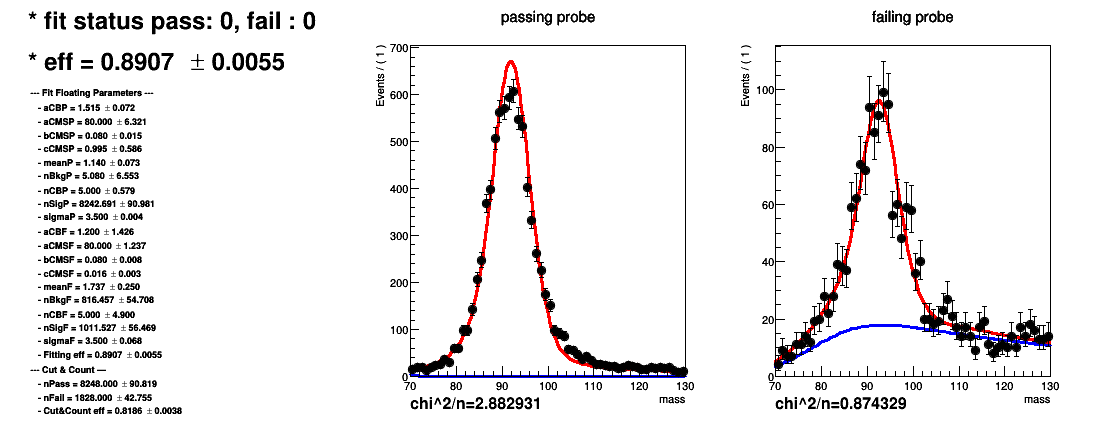 * fit status pass: 0, fail : 0
* eff = 0.8907 ± 0.0055
--- Fit Floating Parameters ---
- aCBP = 1.515 ± 0.072
- aCMSP = 80.000 ± 6.321
- bCMSP = 0.080 ± 0.015
- cCMSP = 0.995 ± 0.586
- meanP = 1.140 ± 0.073
- nBkgP = 5.080 ± 6.553
- nCBP = 5.000 ± 0.579
- nSigP = 8242.691 ± 90.981
- sigmaP = 3.500 ± 0.004
- aCBF = 1.200 ± 1.426
- aCMSF = 80.000 ± 1.237
- bCMSF = 0.080 ± 0.008
- cCMSF = 0.016 ± 0.003
- meanF = 1.737 ± 0.250
- nBkgF = 816.457 ± 54.708
- nCBF = 5.000 ± 4.900
- nSigF = 1011.527 ± 56.469
- sigmaF = 3.500 ± 0.068
- Fitting eff = 0.8907 ± 0.0055
--- Cut & Count ---
- nPass = 8248.000 ± 90.819
- nFail = 1828.000 ± 42.755
- Cut&Count eff = 0.8186 ± 0.0038
passing probe
Events / ( 1 )
700
600
500
400
300
200
100
0
70 80 90 100 110 120 130
mass
chi^2/n=2.882931
failing probe
Events / ( 1 )
100
80
60
40
20
0
70 80 90 100 110 120 130
mass
chi^2/n=0.874329